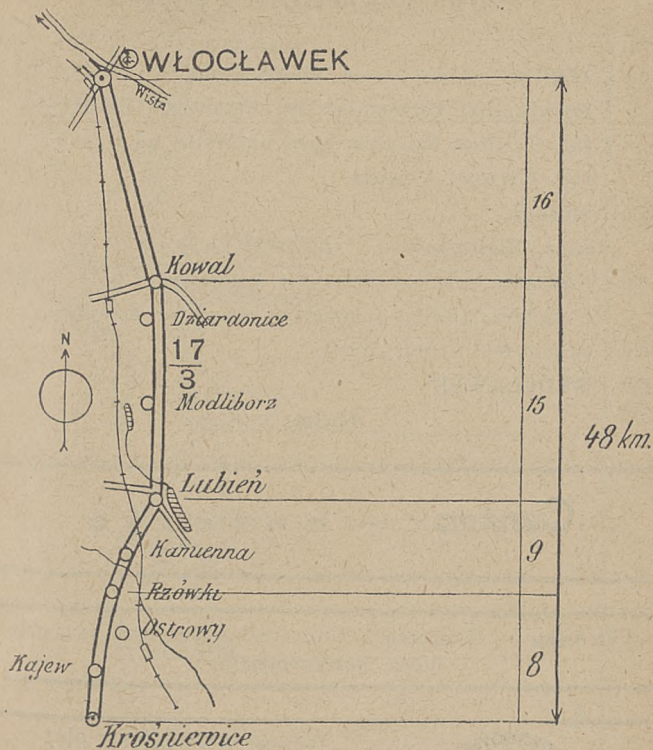 WŁOCŁAWEK
Wisła
16
Kowal
Dziardonice
N
17
3
Modliborz
15
48 km.
Lubień
Kamienna
9
Rzówki
Ostrowy
Kajew
8
Krośniewice